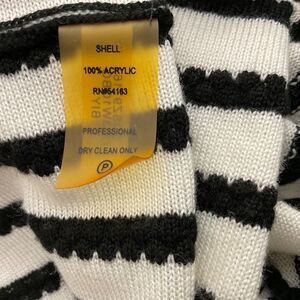 SHELL
100% ACRYLIC
RN#54163
PROFESSIONAL
DRY CLEAN ONLY
P